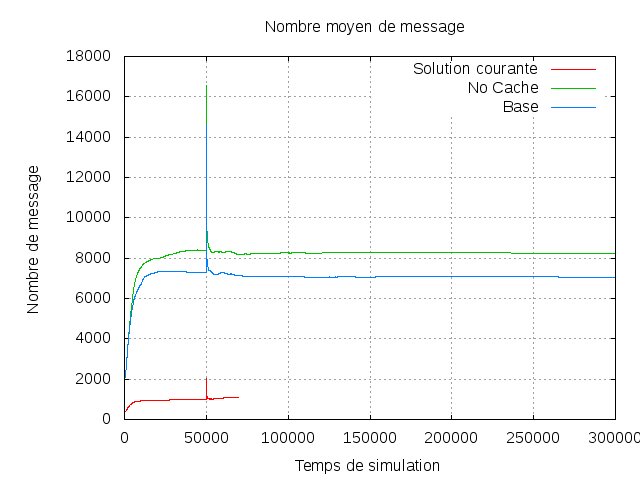 Nombre moyen de message
18000
16000
14000
12000
10000
8000
6000
4000
2000
0
Nombre de message
Solution courante
No Cache
Base
0 50000 100000 150000 200000 250000 300000
Temps de simulation